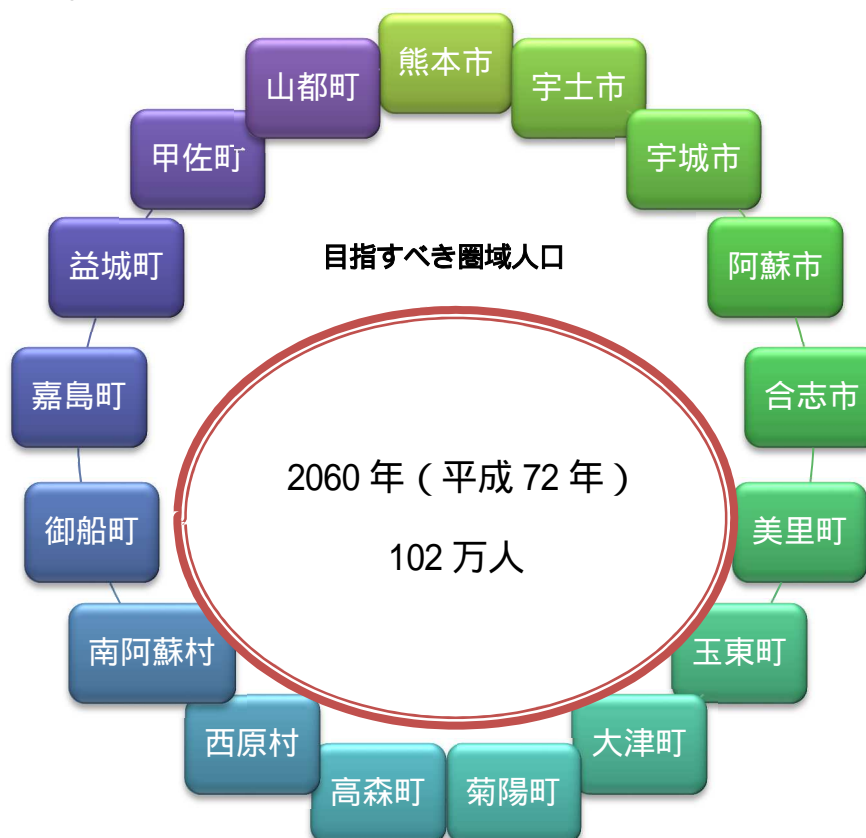 熊本市
宇土市
宇城市
阿蘇市
合志市
美里町
玉東町
大津町
菊陽町
高森町
西原村
南阿蘇村
御船町
嘉島町
益城町
甲佐町
山都町
目指すべき圏域人口
2060 年（平成 72 年）
102 万人